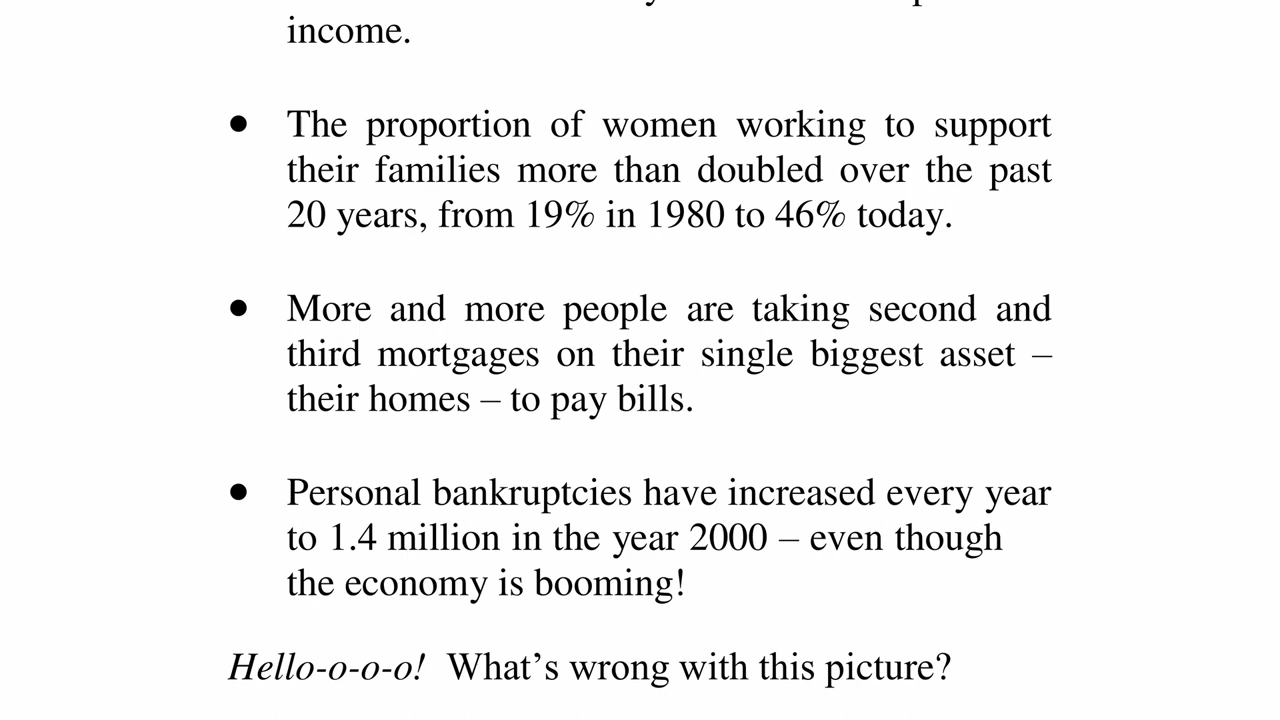 income.
● The proportion of women working to support
their families more than doubled over the past
20 years, from 19% in 1980 to 46% today.
● More and more people are taking second and
third mortgages on their single biggest asset –
their homes – to pay bills.
● Personal bankruptcies have increased every year
to 1.4 million in the year 2000 – even though
the economy is booming!
Hello-o-o-o! What’s wrong with this picture?